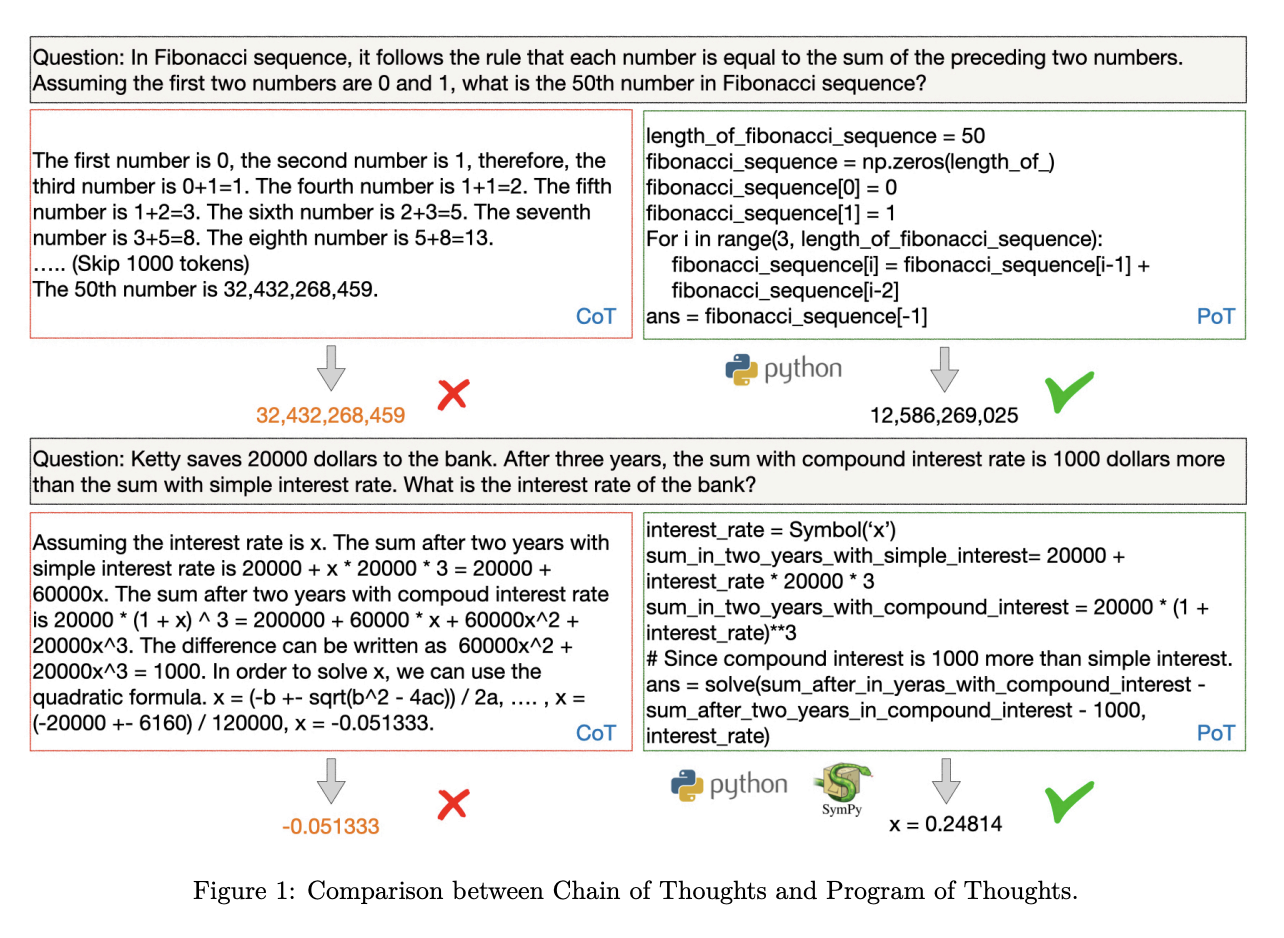 Question: In Fibonacci sequence, it follows the rule that each number is equal to the sum of the preceding two numbers.
Assuming the first two numbers are 0 and 1, what is the 50th number in Fibonacci sequence?
The first number is 0, the second number is 1, therefore, the
third number is 0+1=1. The fourth number is 1+1=2. The fifth
number is 1+2=3. The sixth number is 2+3=5. The seventh
number is 3+5=8. The eighth number is 5+8=13.
….. (Skip 1000 tokens)
The 50th number is 32,432,268,459.
CoT
length_of_fibonacci_sequence = 50
fibonacci_sequence = np.zeros(length_of_)
fibonacci_sequence[0] = 0
fibonacci_sequence[1] = 1
For i in range(3, length_of_fibonacci_sequence):
fibonacci_sequence[i] = fibonacci_sequence[i-1] +
fibonacci_sequence[i-2]
ans = fibonacci_sequence[-1]
PoT
32,432,268,459
python
12,586,269,025
Question: Ketty saves 20000 dollars to the bank. After three years, the sum with compound interest rate is 1000 dollars more
than the sum with simple interest rate. What is the interest rate of the bank?
Assuming the interest rate is x. The sum after two years with
simple interest rate is 20000 + x * 20000 * 3 = 20000 +
60000x. The sum after two years with compoud interest rate
is 20000 * (1 + x) ^ 3 = 200000 + 60000 * x + 60000x^2 +
20000x^3. The difference can be written as 60000x^2 +
20000x^3 = 1000. In order to solve x, we can use the
quadratic formula. x = (-b +- sqrt(b^2 - 4ac)) / 2a, …. , x =
(-20000 +- 6160) / 120000, x = -0.051333.
CoT
interest_rate = Symbol(‘x’)
sum_in_two_years_with_simple_interest= 20000 +
interest_rate * 20000 * 3
sum_in_two_years_with_compound_interest = 20000 * (1 +
interest_rate)**3
# Since compound interest is 1000 more than simple interest.
ans = solve(sum_after_in_yeras_with_compound_interest -
sum_after_two_years_in_compound_interest - 1000,
interest_rate)
PoT
-0.051333
python
SymPy
x = 0.24814
Figure 1: Comparison between Chain of Thoughts and Program of Thoughts.